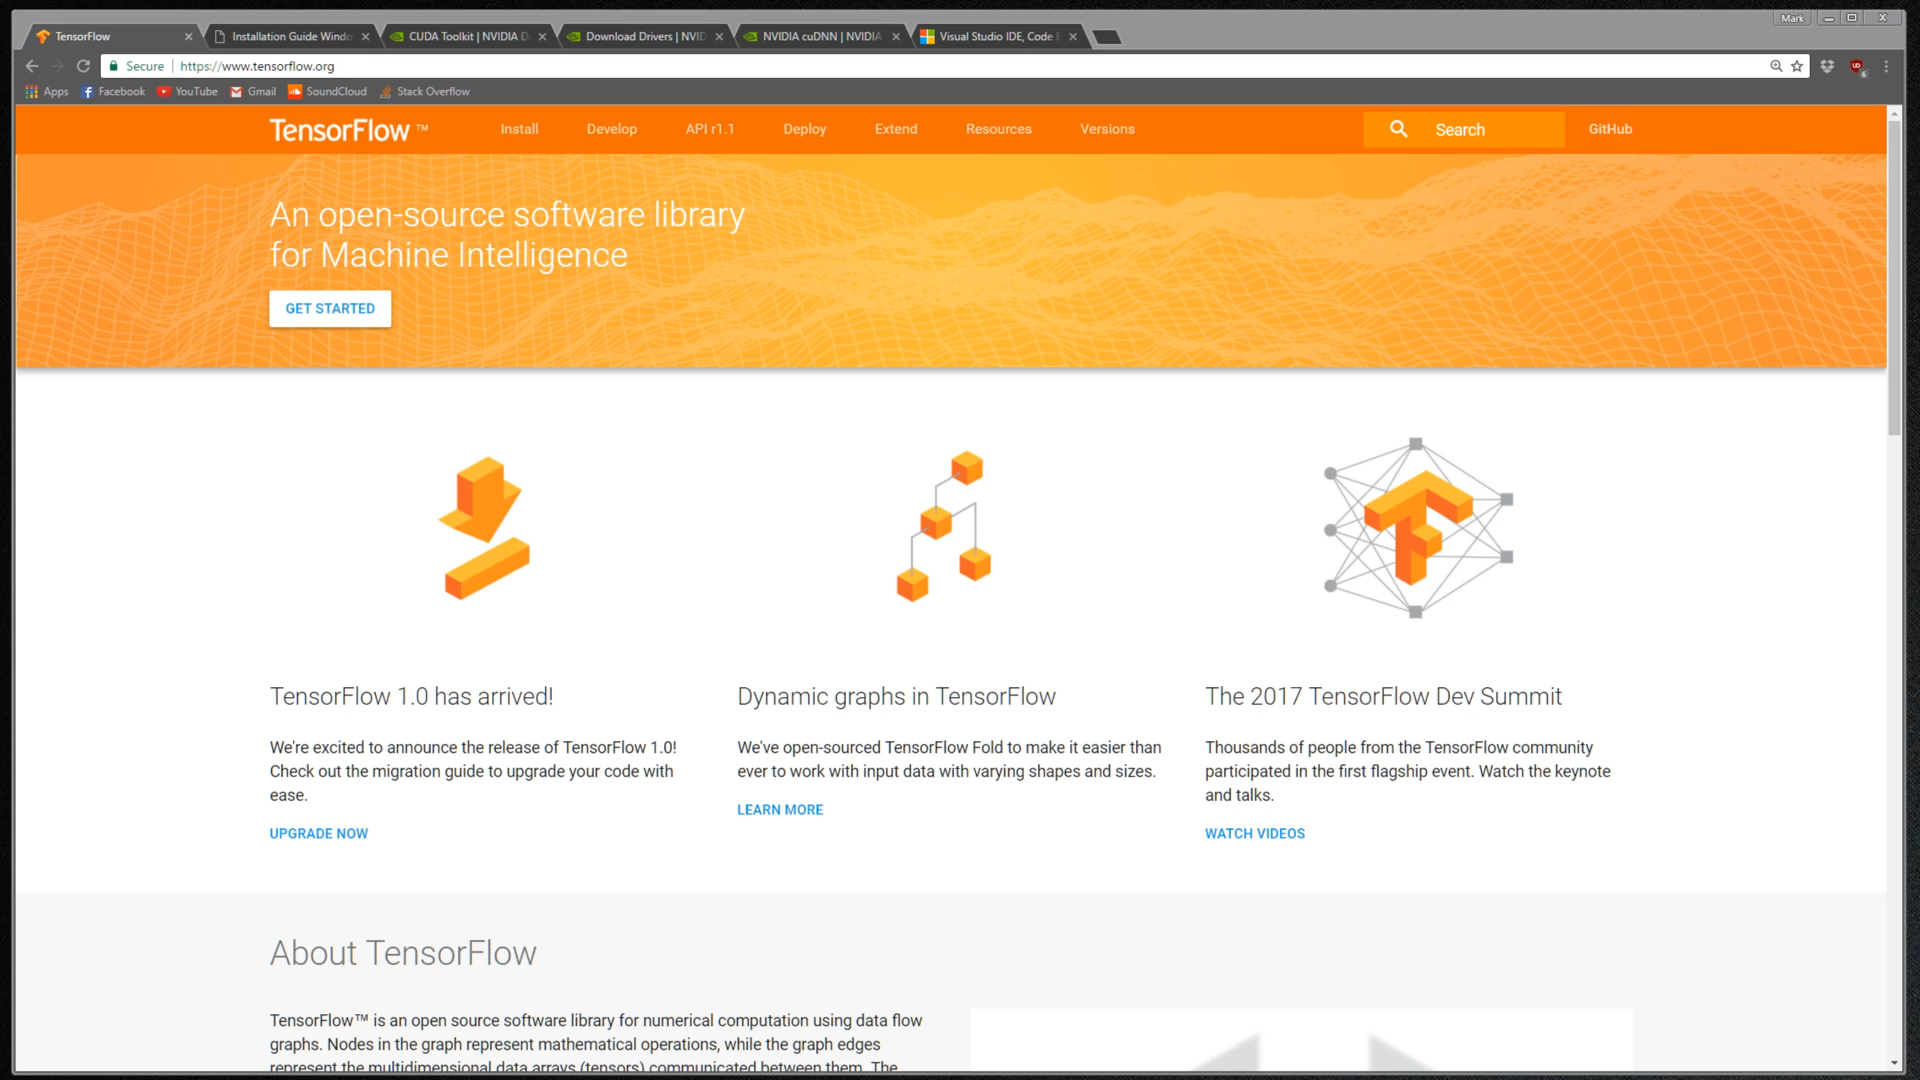 Mark
TensorFlow
Installation Guide Windo
CUDA Toolkit | NVIDIA D
Download Drivers | NVID
NVIDIA cuDNN | NVIDIA
Visual Studio IDE, Code E
Secure
https://www.tensorflow.org
Apps
Facebook
YouTube
Gmail
SoundCloud
Stack Overflow
TensorFlow ™
Install
Develop
API r1.1
Deploy
Extend
Resources
Versions
Search
GitHub
An open-source software library
for Machine Intelligence
GET STARTED
TensorFlow 1.0 has arrived!
We're excited to announce the release of TensorFlow 1.0!
Check out the migration guide to upgrade your code with
ease.
UPGRADE NOW
Dynamic graphs in TensorFlow
We've open-sourced TensorFlow Fold to make it easier than
ever to work with input data with varying shapes and sizes.
LEARN MORE
The 2017 TensorFlow Dev Summit
Thousands of people from the TensorFlow community
participated in the first flagship event. Watch the keynote
and talks.
WATCH VIDEOS
About TensorFlow
TensorFlow™ is an open source software library for numerical computation using data flow
graphs. Nodes in the graph represent mathematical operations, while the graph edges
represent the multidimensional data arrays (tensors) communicated between them. The